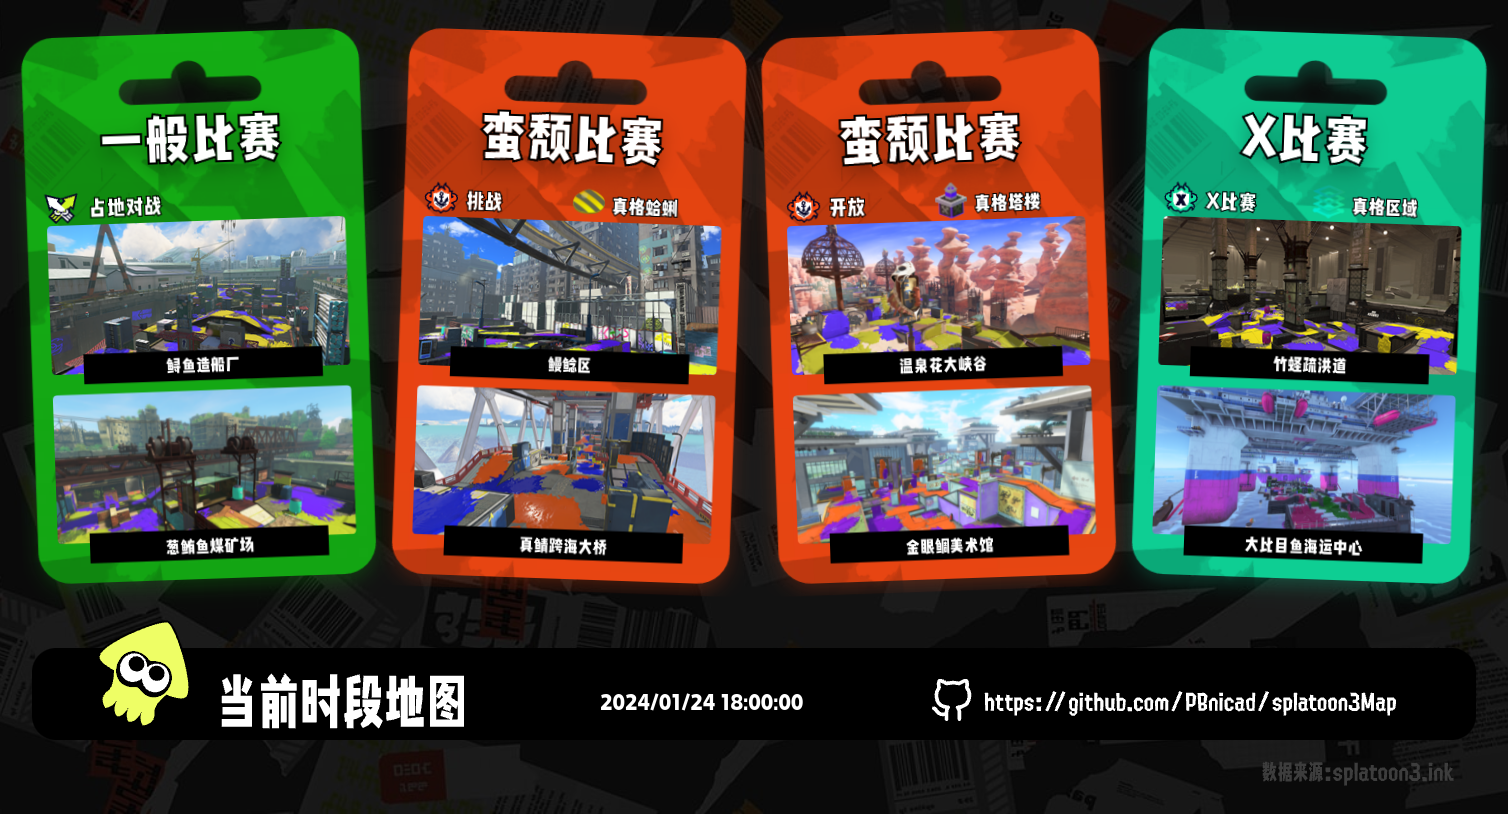 一般比赛
占地对战
鲟鱼造船厂
葱鲔鱼煤矿场
蛮颓比赛
挑战
真格蛤蜊
鳗鲶区
真鲭跨海大桥
蛮颓比赛
开放
真格塔楼
温泉花大峡谷
金眼鲷美术馆
X比赛
X比赛
真格区域
竹蛏疏洪道
大比目鱼海运中心
当前时段地图
2024/01/24 18:00:00
https://github.com/PBnicad/splatoon3Map
数据来源:splatoon3.ink